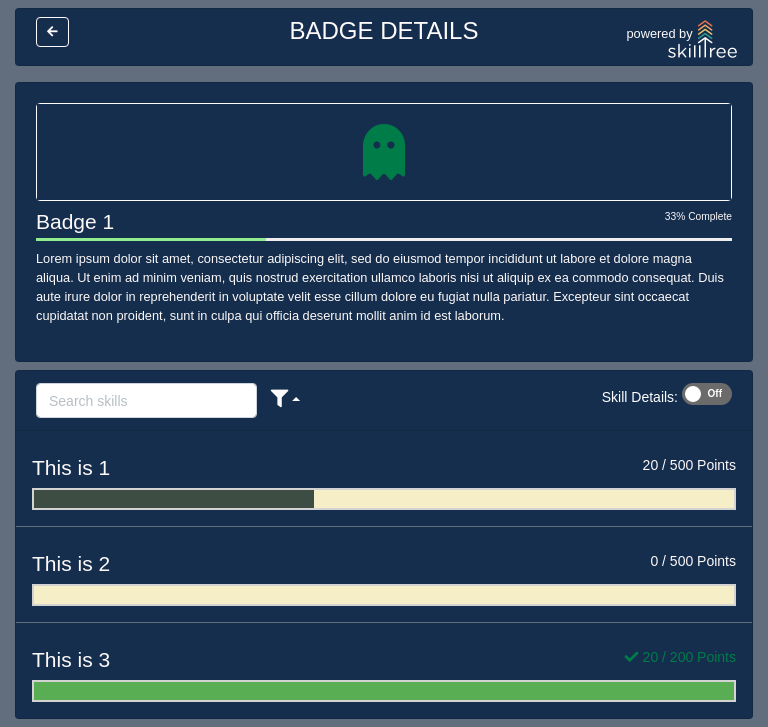 BADGE DETAILS
powered by
skilltree
Badge 1
33% Complete
Lorem ipsum dolor sit amet, consectetur adipiscing elit, sed do eiusmod tempor incididunt ut labore et dolore magna
aliqua. Ut enim ad minim veniam, quis nostrud exercitation ullamco laboris nisi ut aliquip ex ea commodo consequat. Duis
aute irure dolor in reprehenderit in voluptate velit esse cillum dolore eu fugiat nulla pariatur. Excepteur sint occaecat
cupidatat non proident, sunt in culpa qui officia deserunt mollit anim id est laborum.
Search skills
Skill Details: Off
This is 1
20 / 500 Points
This is 2
0 / 500 Points
This is 3
20 / 200 Points